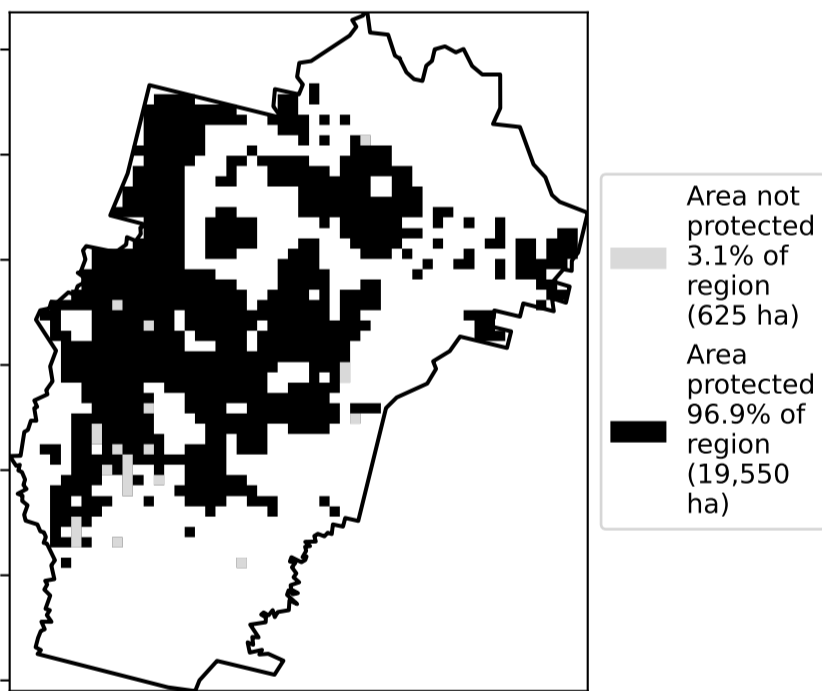 Area not
protected
3.1% of
region
(625 ha)
Area
protected
96.9% of
region
(19,550
ha)